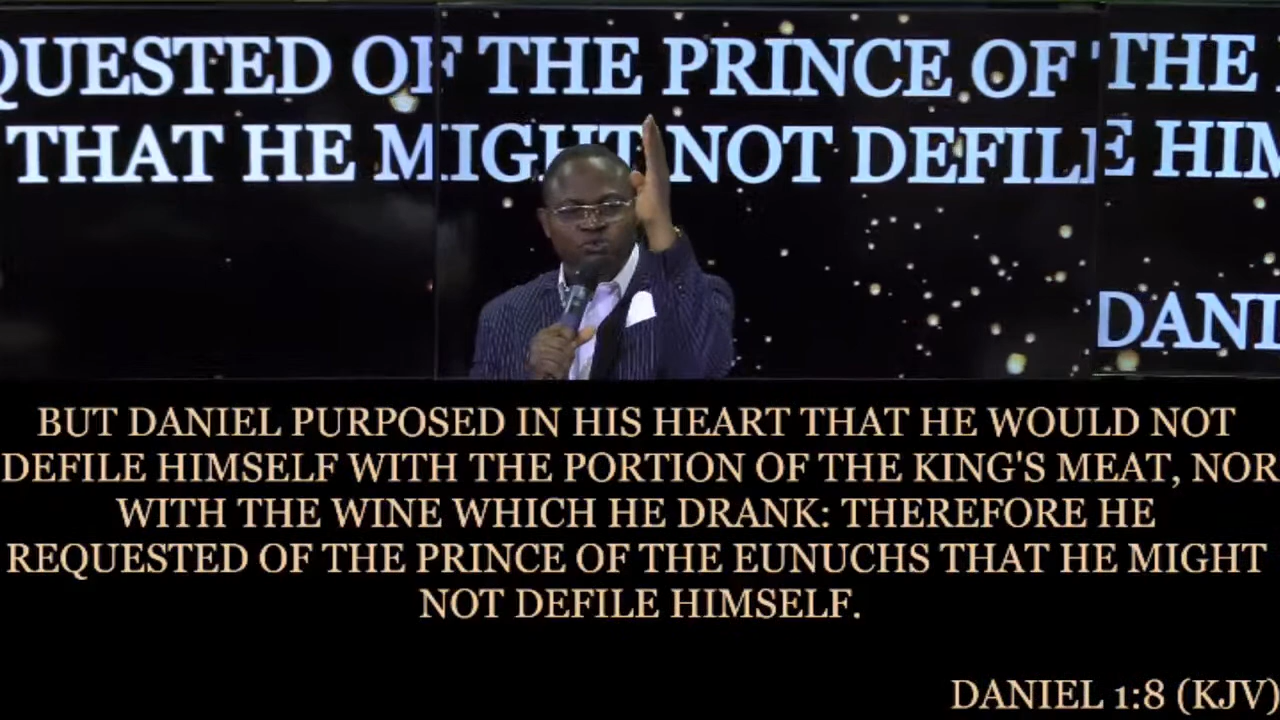 QUESTED OF THE PRINCE OF THE
THAT HE MIGHT NOT DEFILE HIM
DANI
BUT DANIEL PURPOSED IN HIS HEART THAT HE WOULD NOT
DEFILE HIMSELF WITH THE PORTION OF THE KING'S MEAT, NOR
WITH THE WINE WHICH HE DRANK: THEREFORE HE
REQUESTED OF THE PRINCE OF THE EUNUCHS THAT HE MIGHT
NOT DEFILE HIMSELF.
DANIEL 1:8 (KJV)